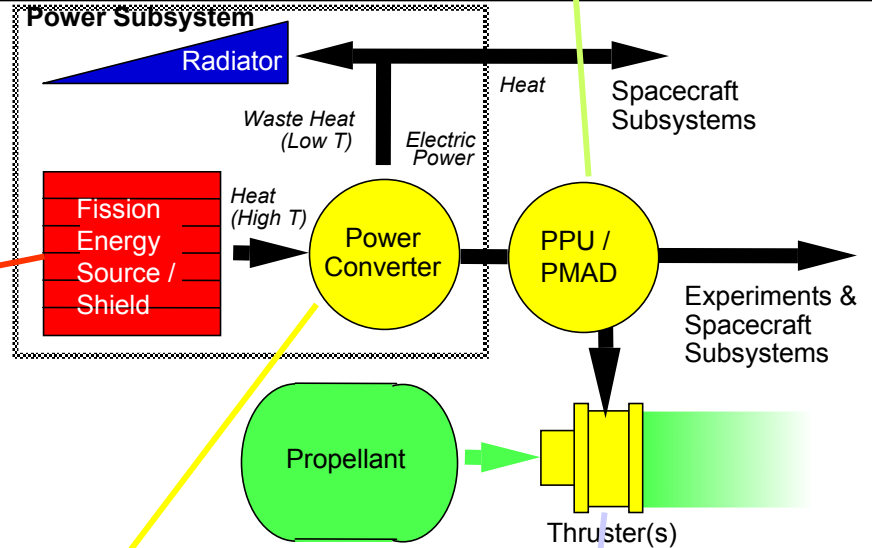 Power Subsystem
Radiator
Heat
Spacecraft
Subsystems
Waste Heat
(Low T)
Electric
Power
Fission
Energy
Source /
Shield
Heat
(High T)
Power
Converter
PPU /
PMAD
Experiments &
Spacecraft
Subsystems
Propellant
Thruster(s)